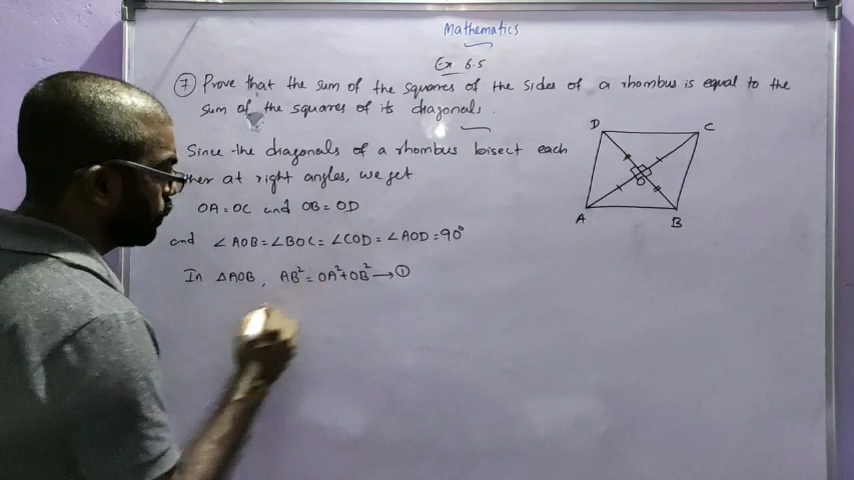 Mathematics
Ex 6.5
⑦ Prove that the sum of the squares of the sides of a rhombus is equal to the
sum of the squares of its diagonals.
Since the diagonals of a rhombus bisect each
at right angles, we get
OA = OC and OB = OD
and ∠AOB = ∠BOC = ∠COD = ∠AOD = 90°
In △AOB, AB² = OA² + OB² → ①
D C
O
A B